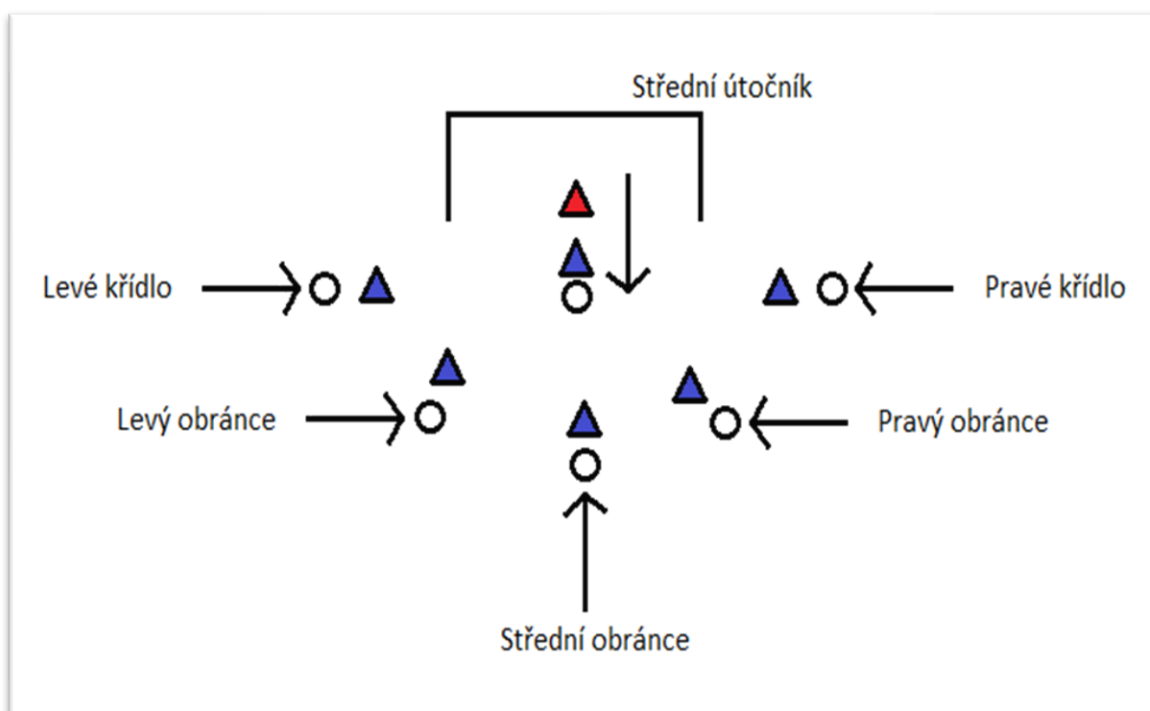 Střední útočník
Levé křídlo
Pravé křídlo
Levý obránce
Pravý obránce
Střední obránce